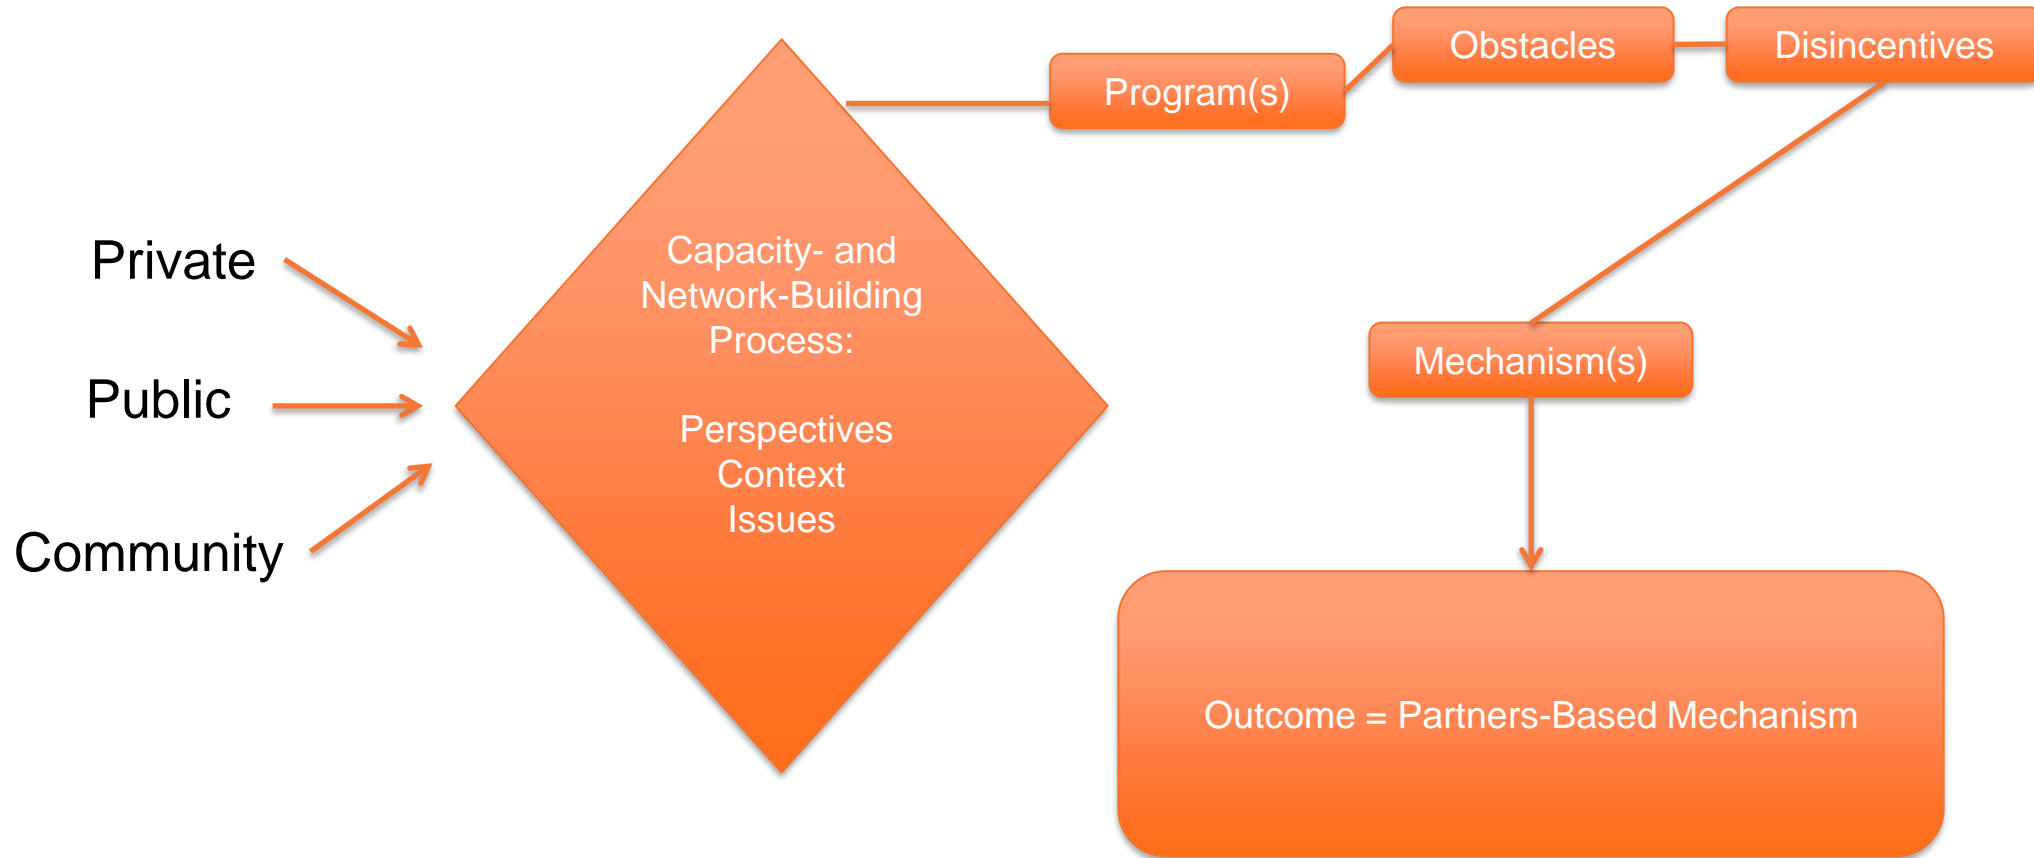 Private
Public
Community
Capacity- and
Network-Building
Process:
Perspectives
Context
Issues
Program(s)
Obstacles
Disincentives
Mechanism(s)
Outcome = Partners-Based Mechanism